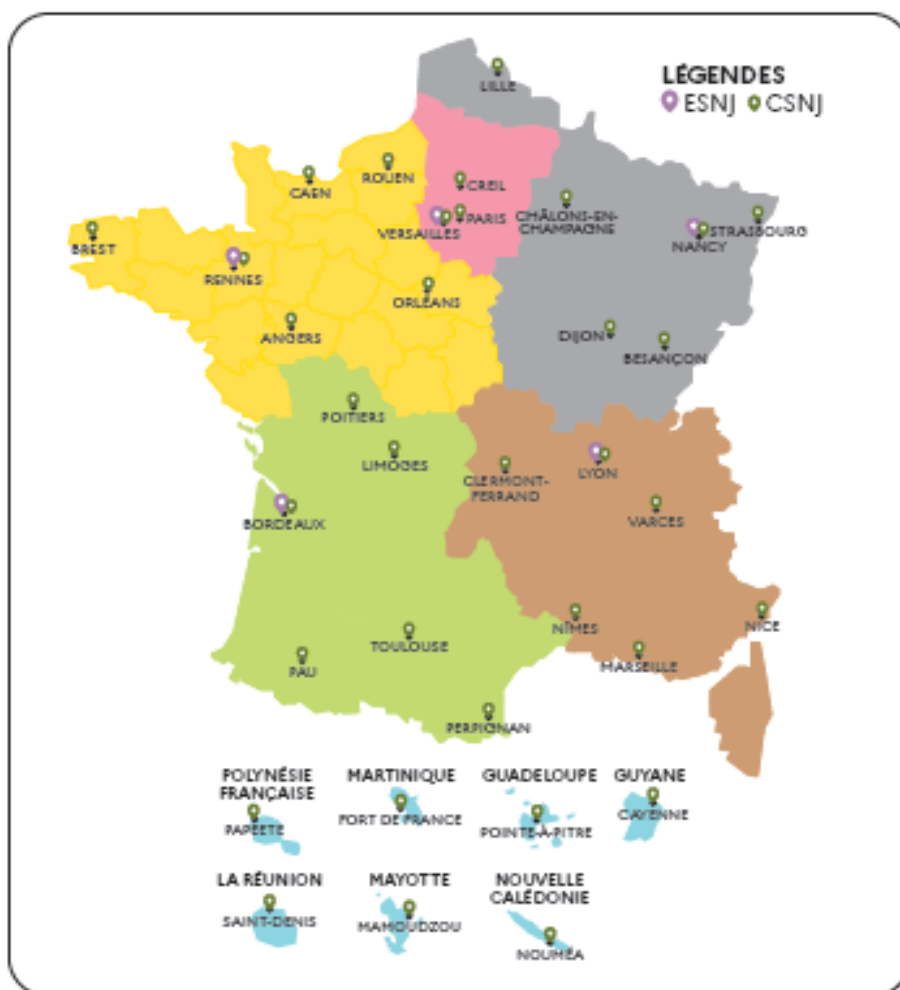 LÉGENDES
ESNJ CSNJ
LILLE
ROUEN
CAEN
CREIL
PARIS
VERSAILLES
CHÂLONS-EN-
CHAMPAGNE
STRASBOURG
NANCY
BREST
RENNES
ORLÉANS
ANGERS
DIJON
BESANÇON
POITIERS
LIMOGES
CLERMONT-
FERRAND
LYON
BORDEAUX
VARCES
NÎMES
NICE
TOULOUSE
MARSEILLE
PAU
PERPIGNAN
POLYNÉSIE
FRANÇAISE
PAPEETE
MARTINIQUE
FORT DE FRANCE
GUADELOUPE
POINTE-À-PITRE
GUYANE
CAYENNE
LA RÉUNION
SAINT-DENIS
MAYOTTE
MAMOUDZOU
NOUVELLE
CALÉDONIE
NOUMÉA